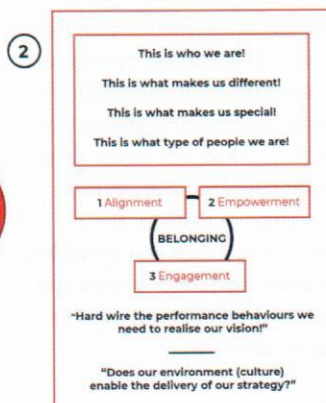 2
This is who we are!
This is what makes us different!
This is what makes us special!
This is what type of people we are!
1 Alignment
2 Empowerment
BELONGING
3 Engagement
"Hard wire the performance behaviours we
need to realise our vision!"
"Does our environment (culture)
enable the delivery of our strategy?"